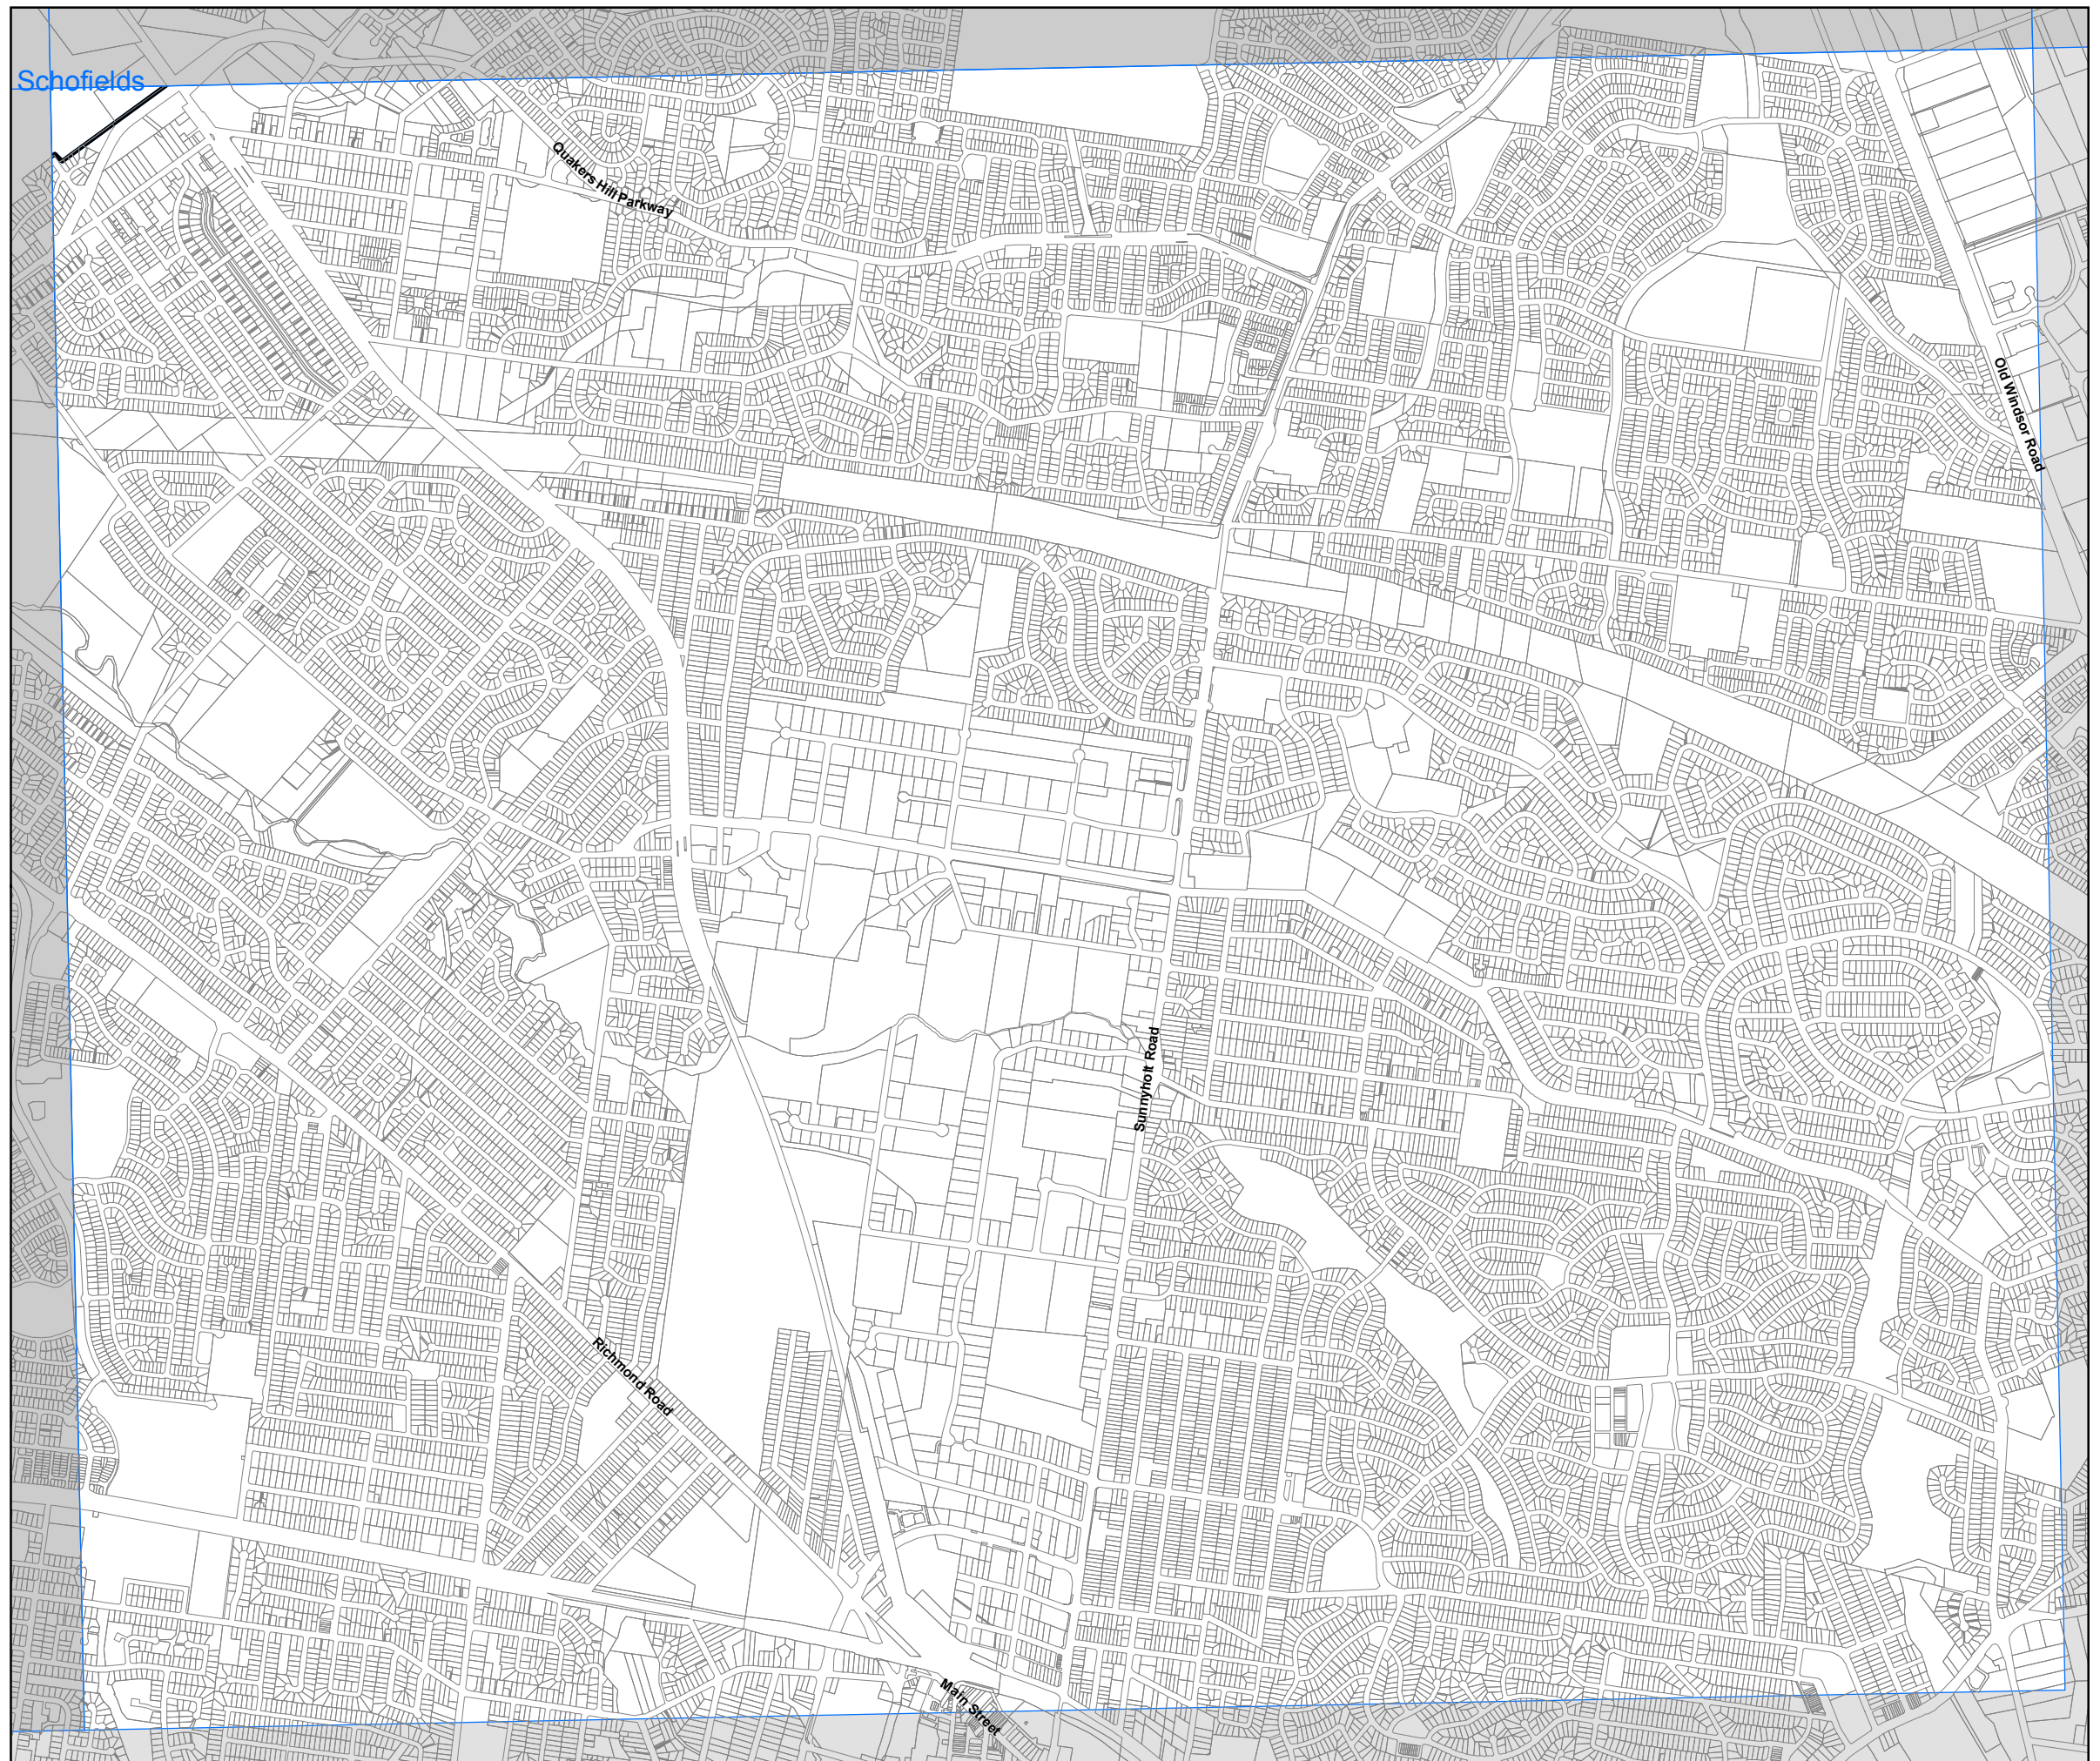 Schofields
Quakers Hill Parkway
Old Windsor Road
Sunnyholt Road
Richmond Road
Main Street